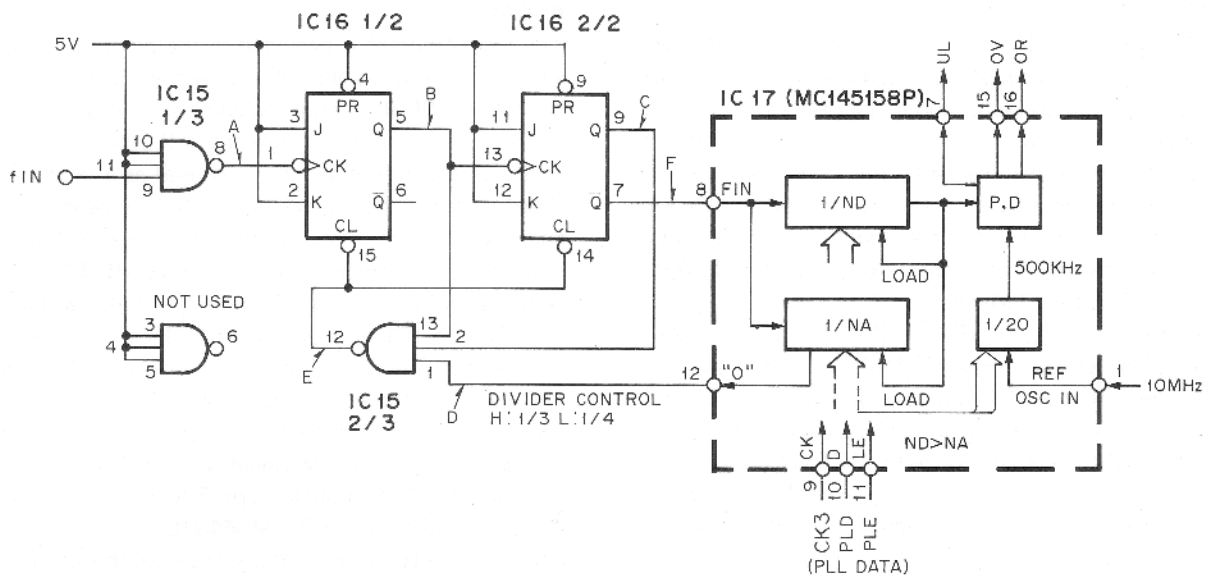 IC16 1/2
IC16 2/2
5V
IC15
1/3
10
11
9
8
A
fIN
4
PR
3
J
Q
5
B
1
CK
2
K
Q̅
6
CL
15
9
PR
11
J
Q
9
C
13
CK
12
K
Q̅
7
CL
14
F
NOT USED
3
4
5
6
12
13
2
1
E
IC15
2/3
D
DIVIDER CONTROL
H:1/3 L:1/4
UL
OV
OR
7
15
16
IC 17 (MC145158P)
8
FIN
1/ND
P.D
LOAD
500KHz
1/NA
1/20
12
"0"
LOAD
REF
OSC IN
1
10MHz
CK
D
LE
ND>NA
9
10
11
CK3
PLD
PLE
(PLL DATA)